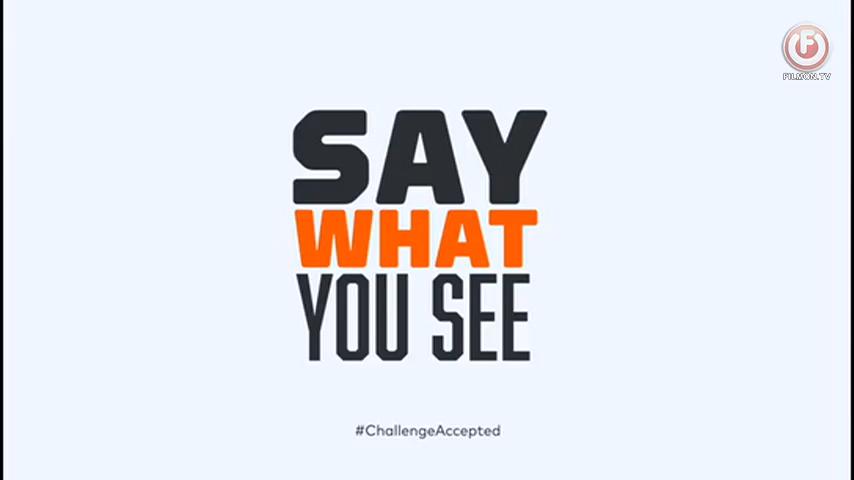 F
FILMON.TV
SAY
WHAT
YOU SEE
#ChallengeAccepted